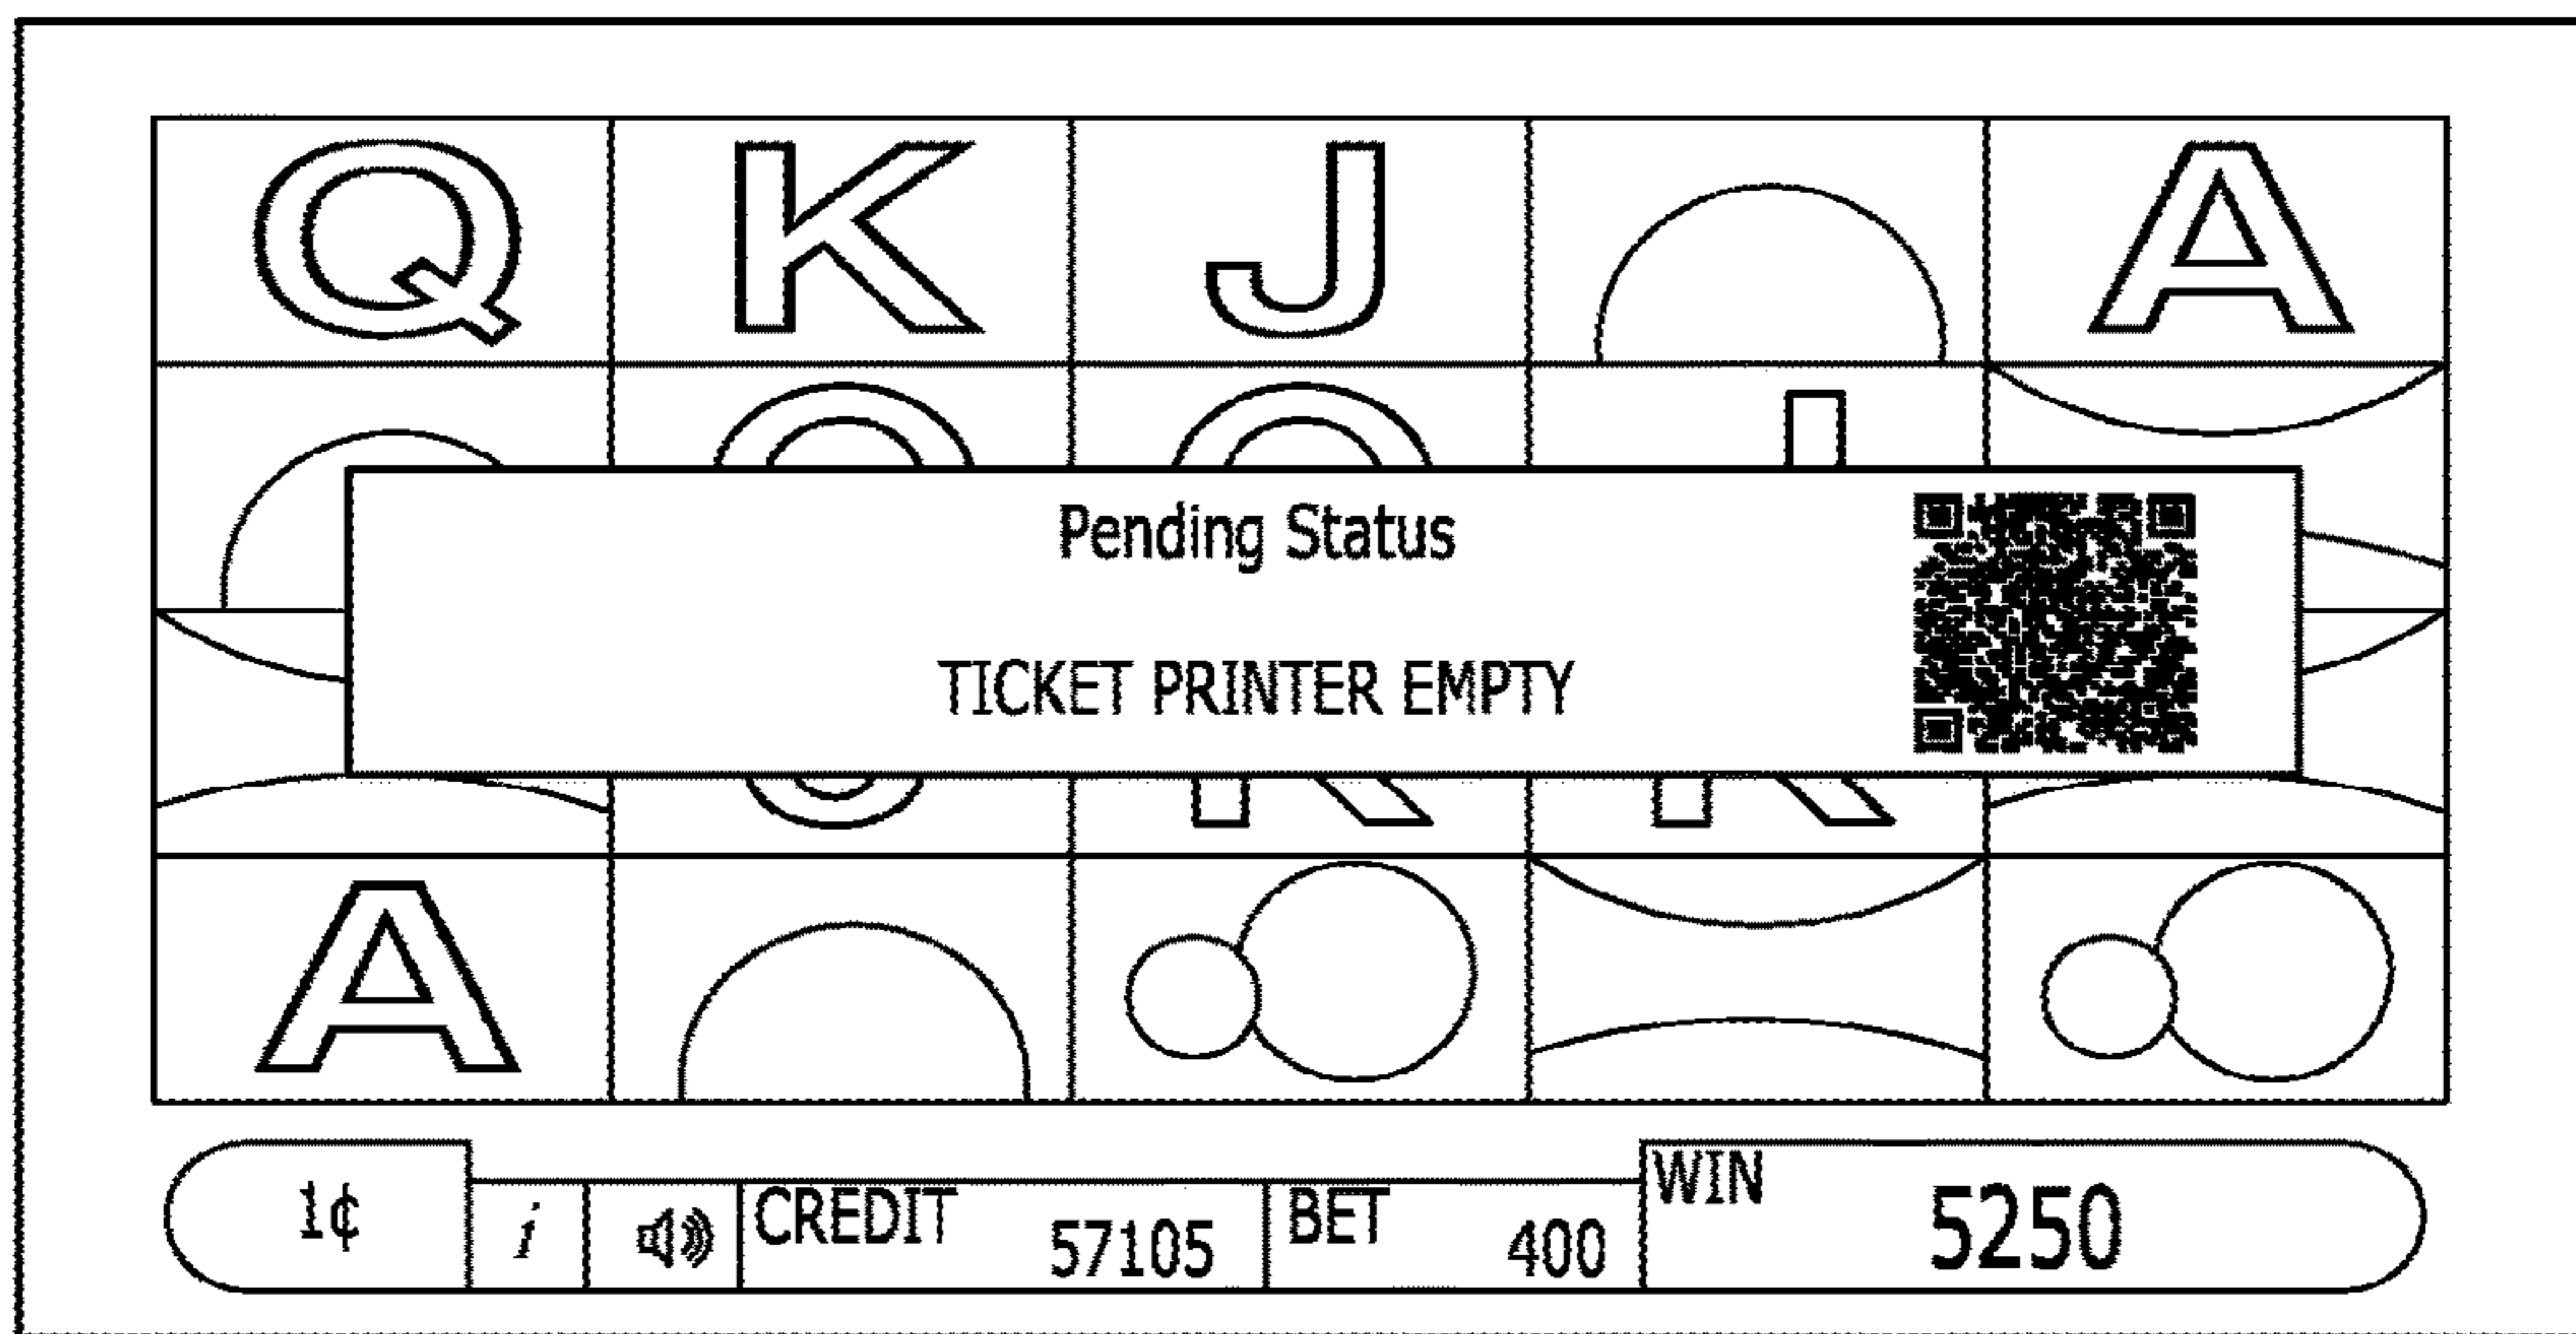 Q K J A
Pending Status
TICKET PRINTER EMPTY
A
1¢ i CREDIT 57105 BET 400 WIN 5250